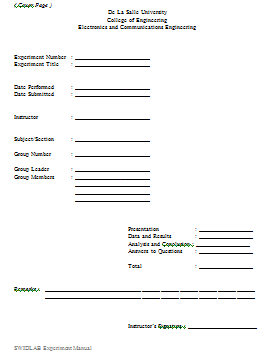 ( Cover Page )
De La Salle University
College of Engineering
Electronics and Communications Engineering
Experiment Number :
Experiment Title :
Date Performed :
Date Submitted :
Instructor :
Subject/Section :
Group Number :
Group Leader :
Group Members :
Presentation :
Data and Results :
Analysis and Conclusions :
Answers to Questions :
Total :
Remarks:
Instructor's Signature:
SWIDLAB Experiment Manual